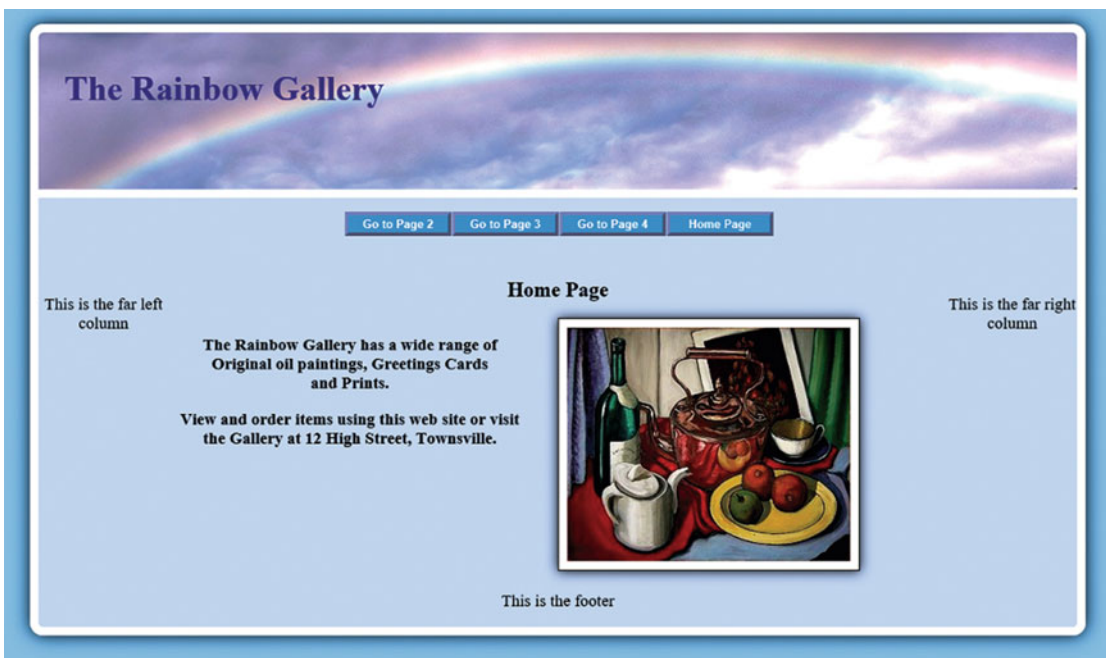 The Rainbow Gallery
Go to Page 2
Go to Page 3
Go to Page 4
Home Page
Home Page
This is the far left
column
The Rainbow Gallery has a wide range of
Original oil paintings, Greetings Cards
and Prints.
View and order items using this web site or visit
the Gallery at 12 High Street, Townsville.
This is the far right
column
This is the footer